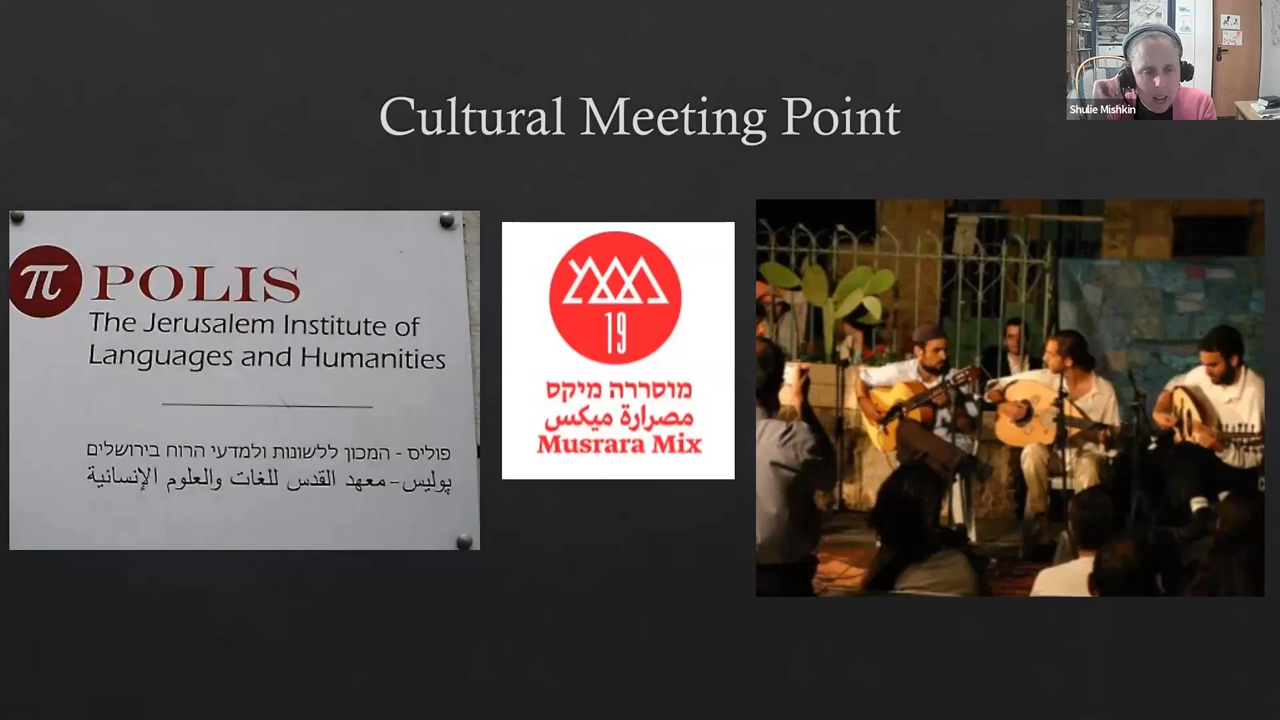 Cultural Meeting Point
Shulie Mishkin
π POLIS
The Jerusalem Institute of
Languages and Humanities
פוליס - המכון ללשונות ולמדעי הרוח בירושלים
پوليس - معهد القدس للغات والعلوم الإنسانية
19
מוסררה מיקס
مصرارة ميكس
Musrara Mix